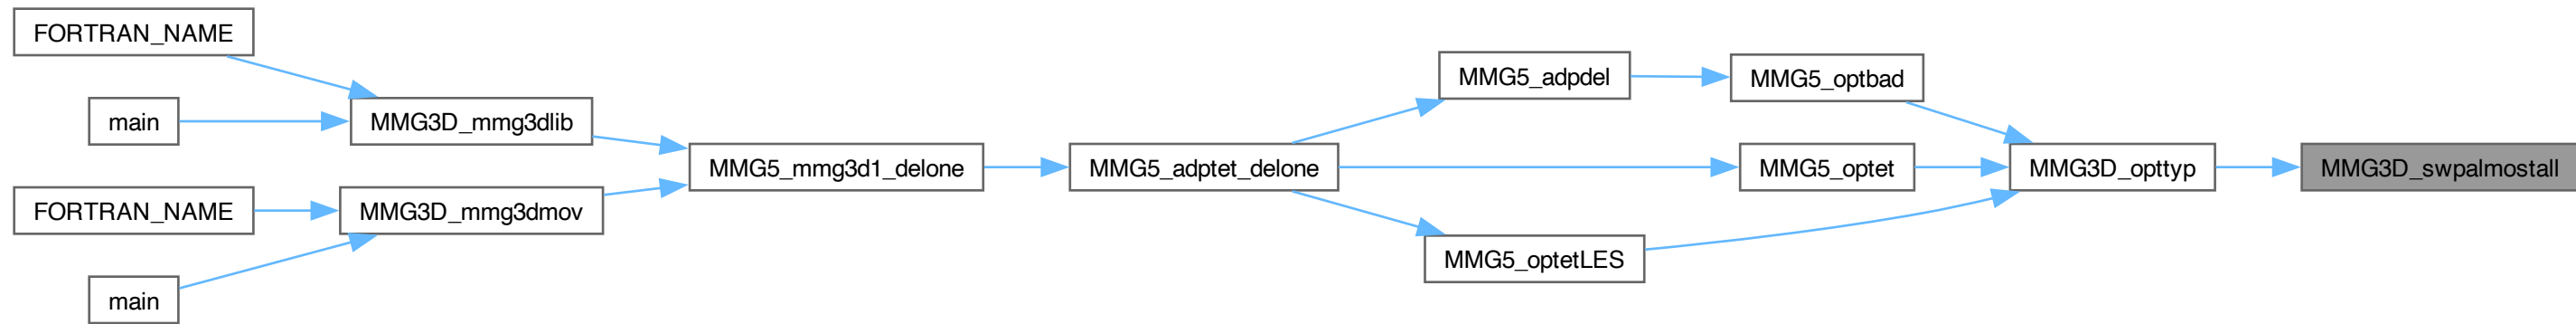 FORTRAN_NAME
main
MMG3D_mmg3dlib
FORTRAN_NAME
main
MMG3D_mmg3dmov
MMG5_mmg3d1_delone
MMG5_adptet_delone
MMG5_adpdel
MMG5_optbad
MMG5_optet
MMG5_optetLES
MMG3D_opttyp
MMG3D_swpalmostall